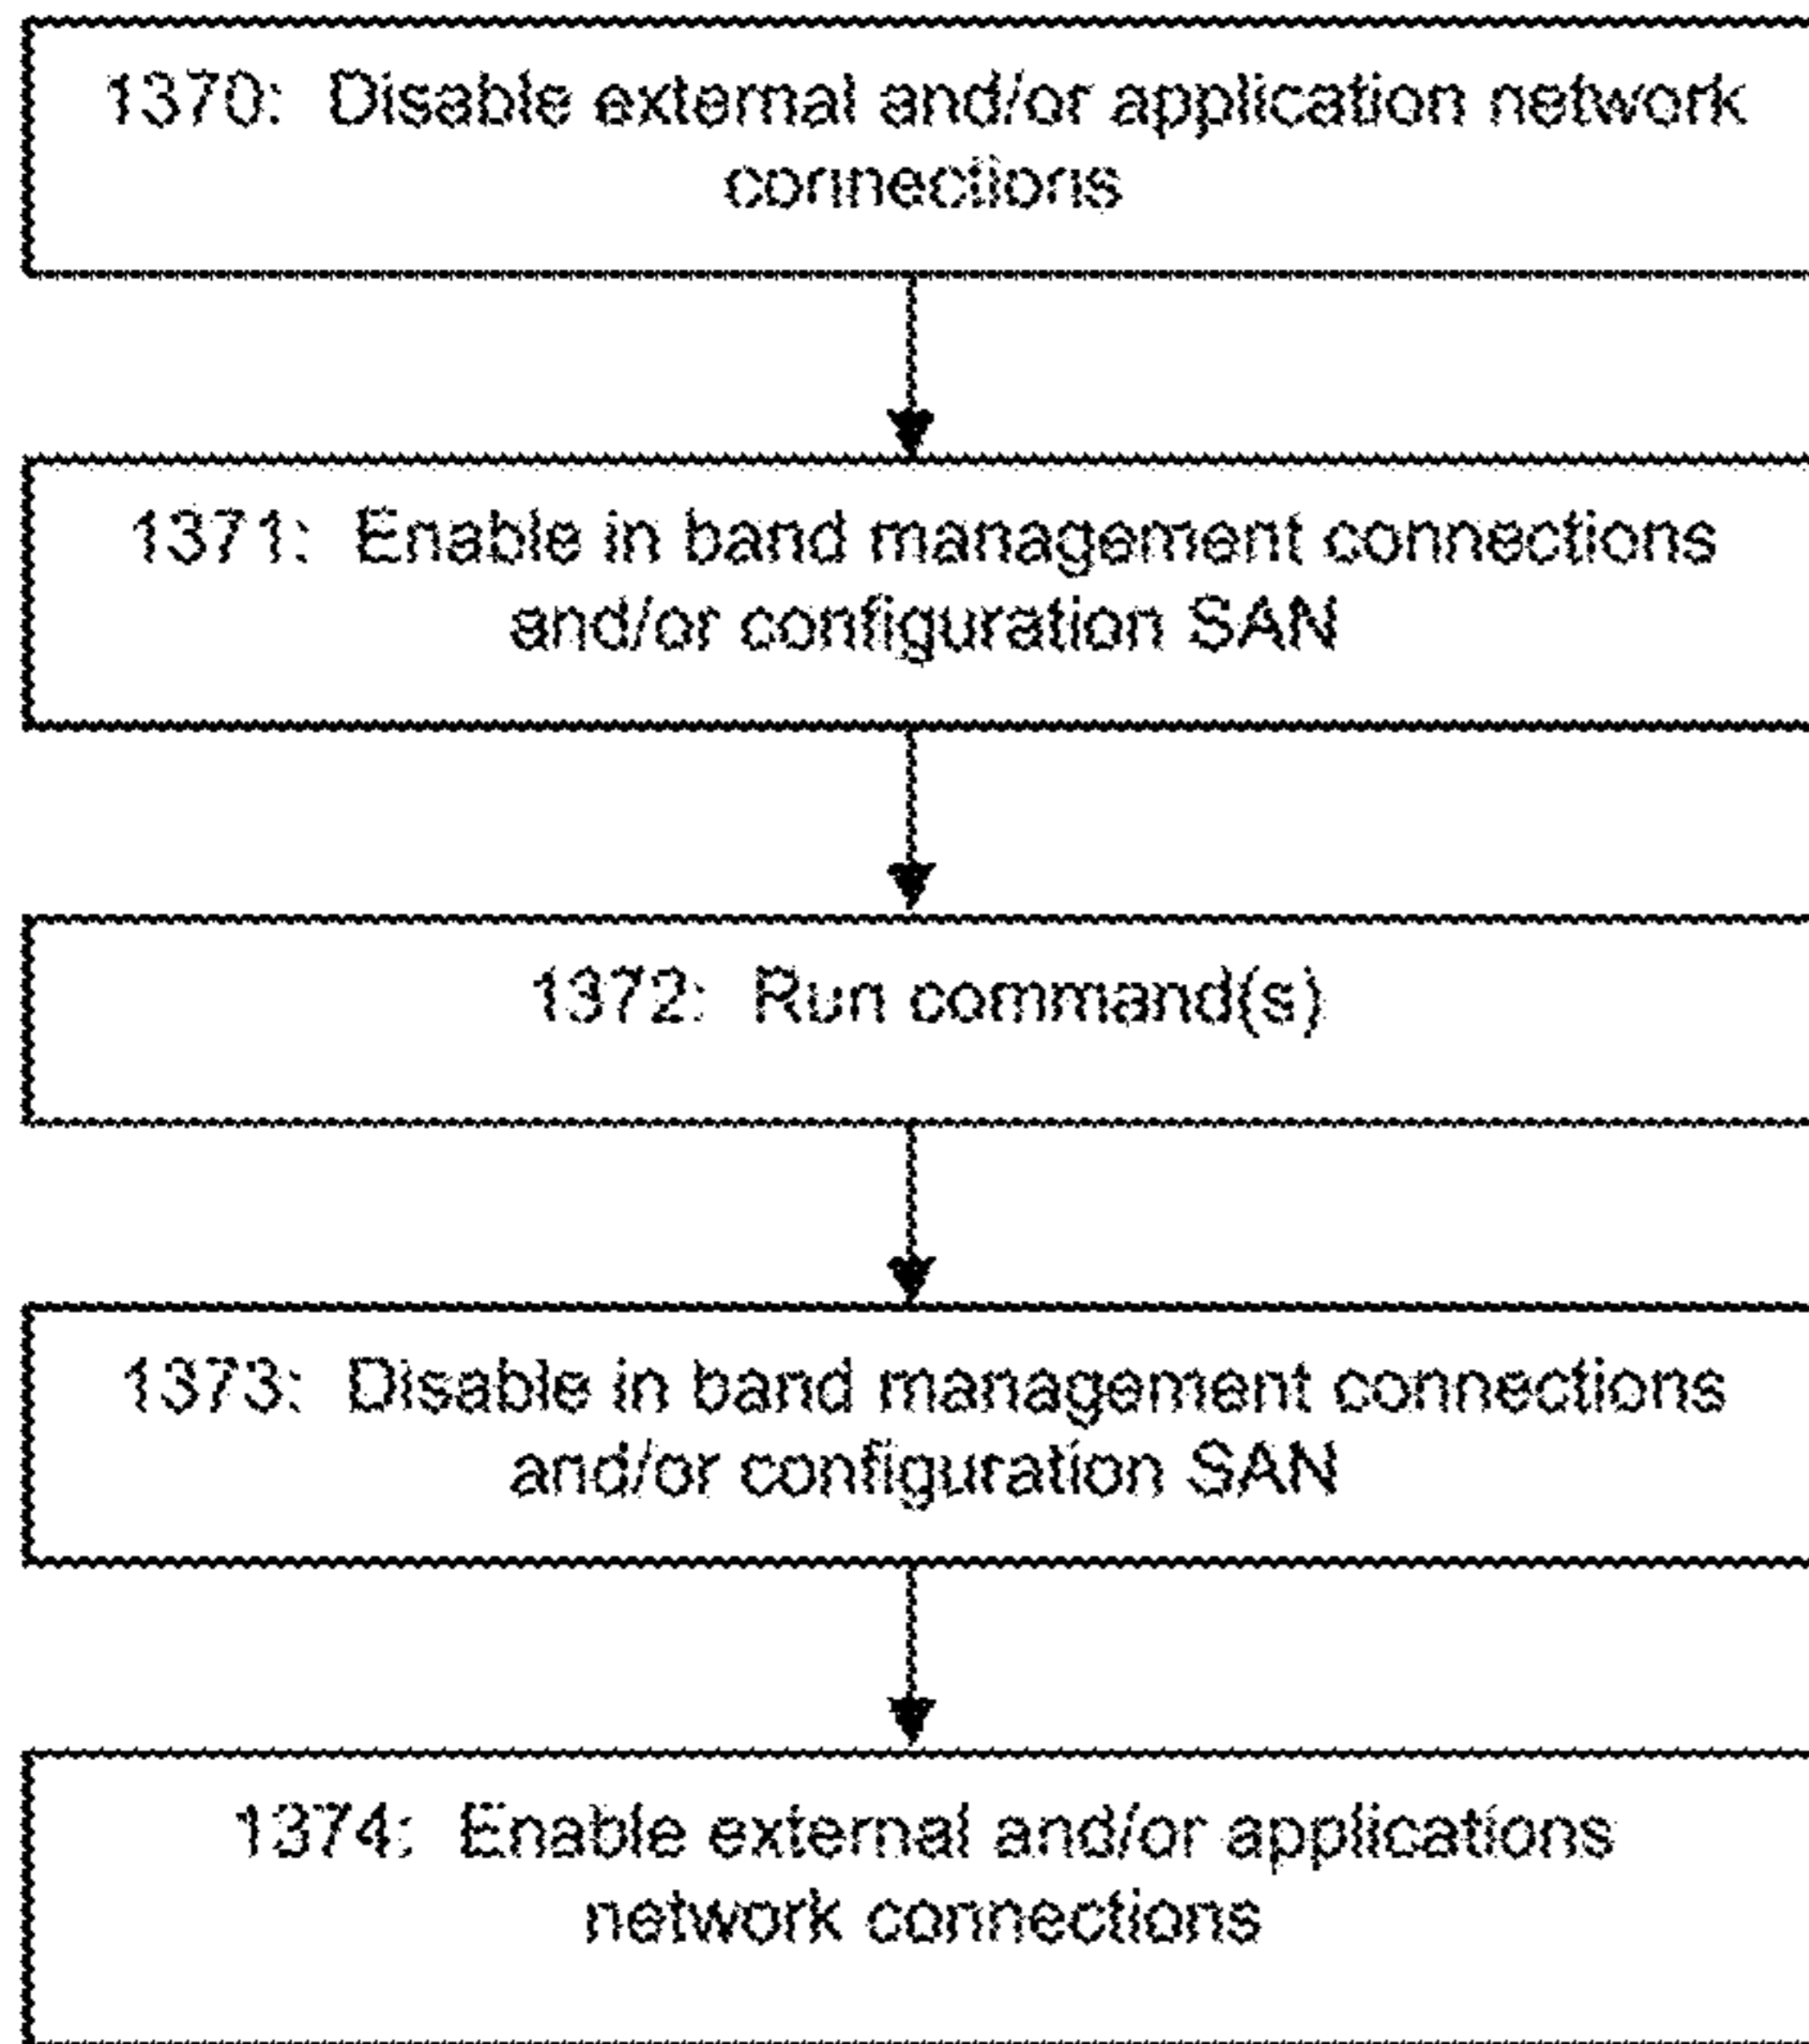 1370: Disable external and/or application network
connections
1371: Enable in band management connections
and/or configuration SAN
1372: Run command(s)
1373: Disable in band management connections
and/or configuration SAN
1374: Enable external and/or applications
network connections